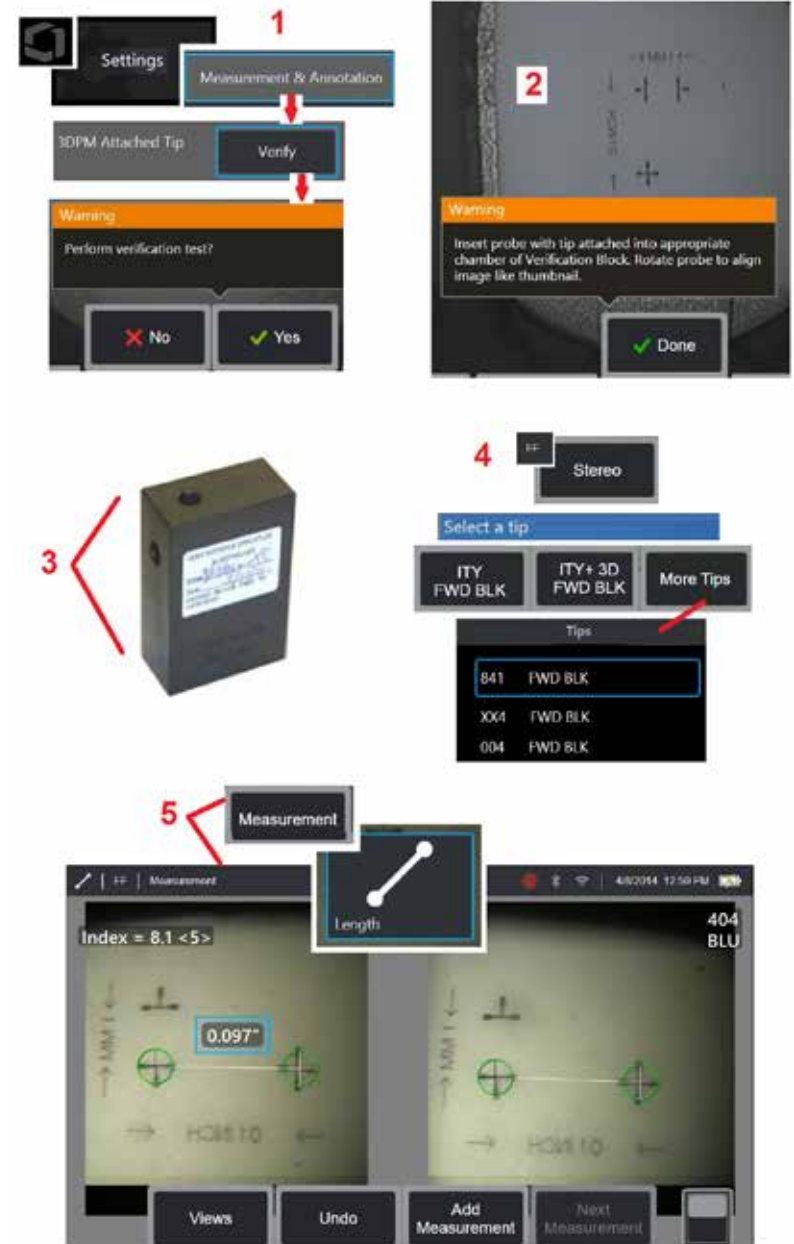 1
Settings
Measurement & Annotation
3DPM Attached Tip
Verify
Warning
Perform verification test?
No
Yes
2
Warning
Insert probe with tip attached into appropriate
chamber of Verification Block. Rotate probe to align
image like thumbnail.
Done
3
4
FF
Stereo
Select a tip
ITY
FWD BLK
ITY+ 3D
FWD BLK
More Tips
Tips
841 FWD BLK
XX4 FWD BLK
004 FWD BLK
5
Measurement
Length
FF Measurement
4/8/2014 12:59 PM
Index = 8.1 <5>
404
BLU
0.097"
Views
Undo
Add
Measurement
Next
Measurement